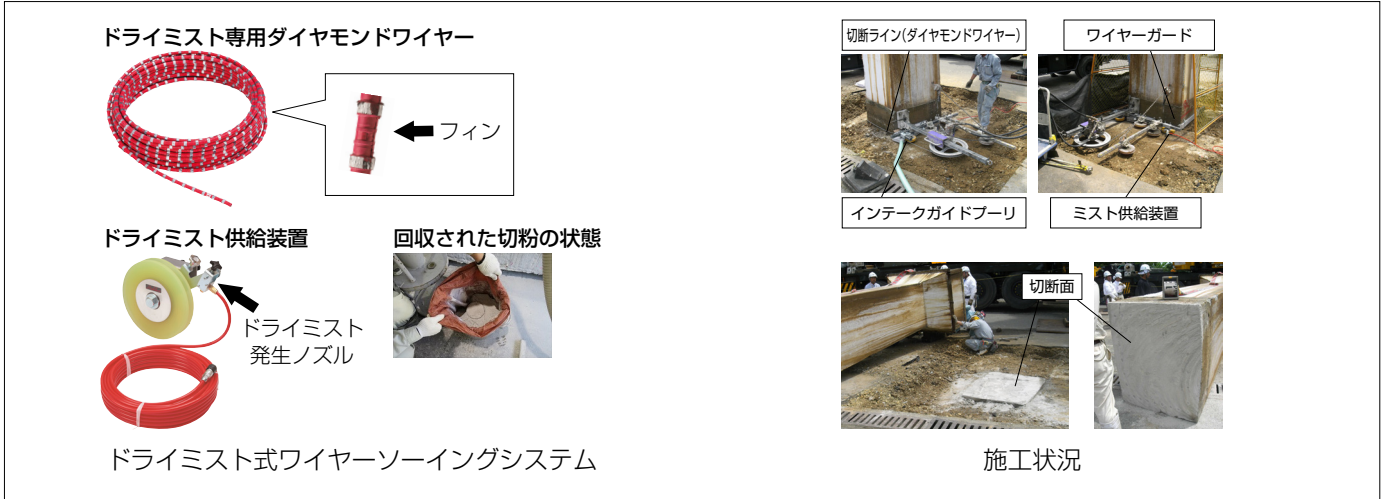 ドライミスト専用ダイヤモンドワイヤー
フィン
ドライミスト供給装置
ドライミスト
発生ノズル
回収された切粉の状態
ドライミスト式ワイヤーソーイングシステム
切断ライン(ダイヤモンドワイヤー)
ワイヤーガード
インテークガイドプーリ
ミスト供給装置
切断面
施工状況